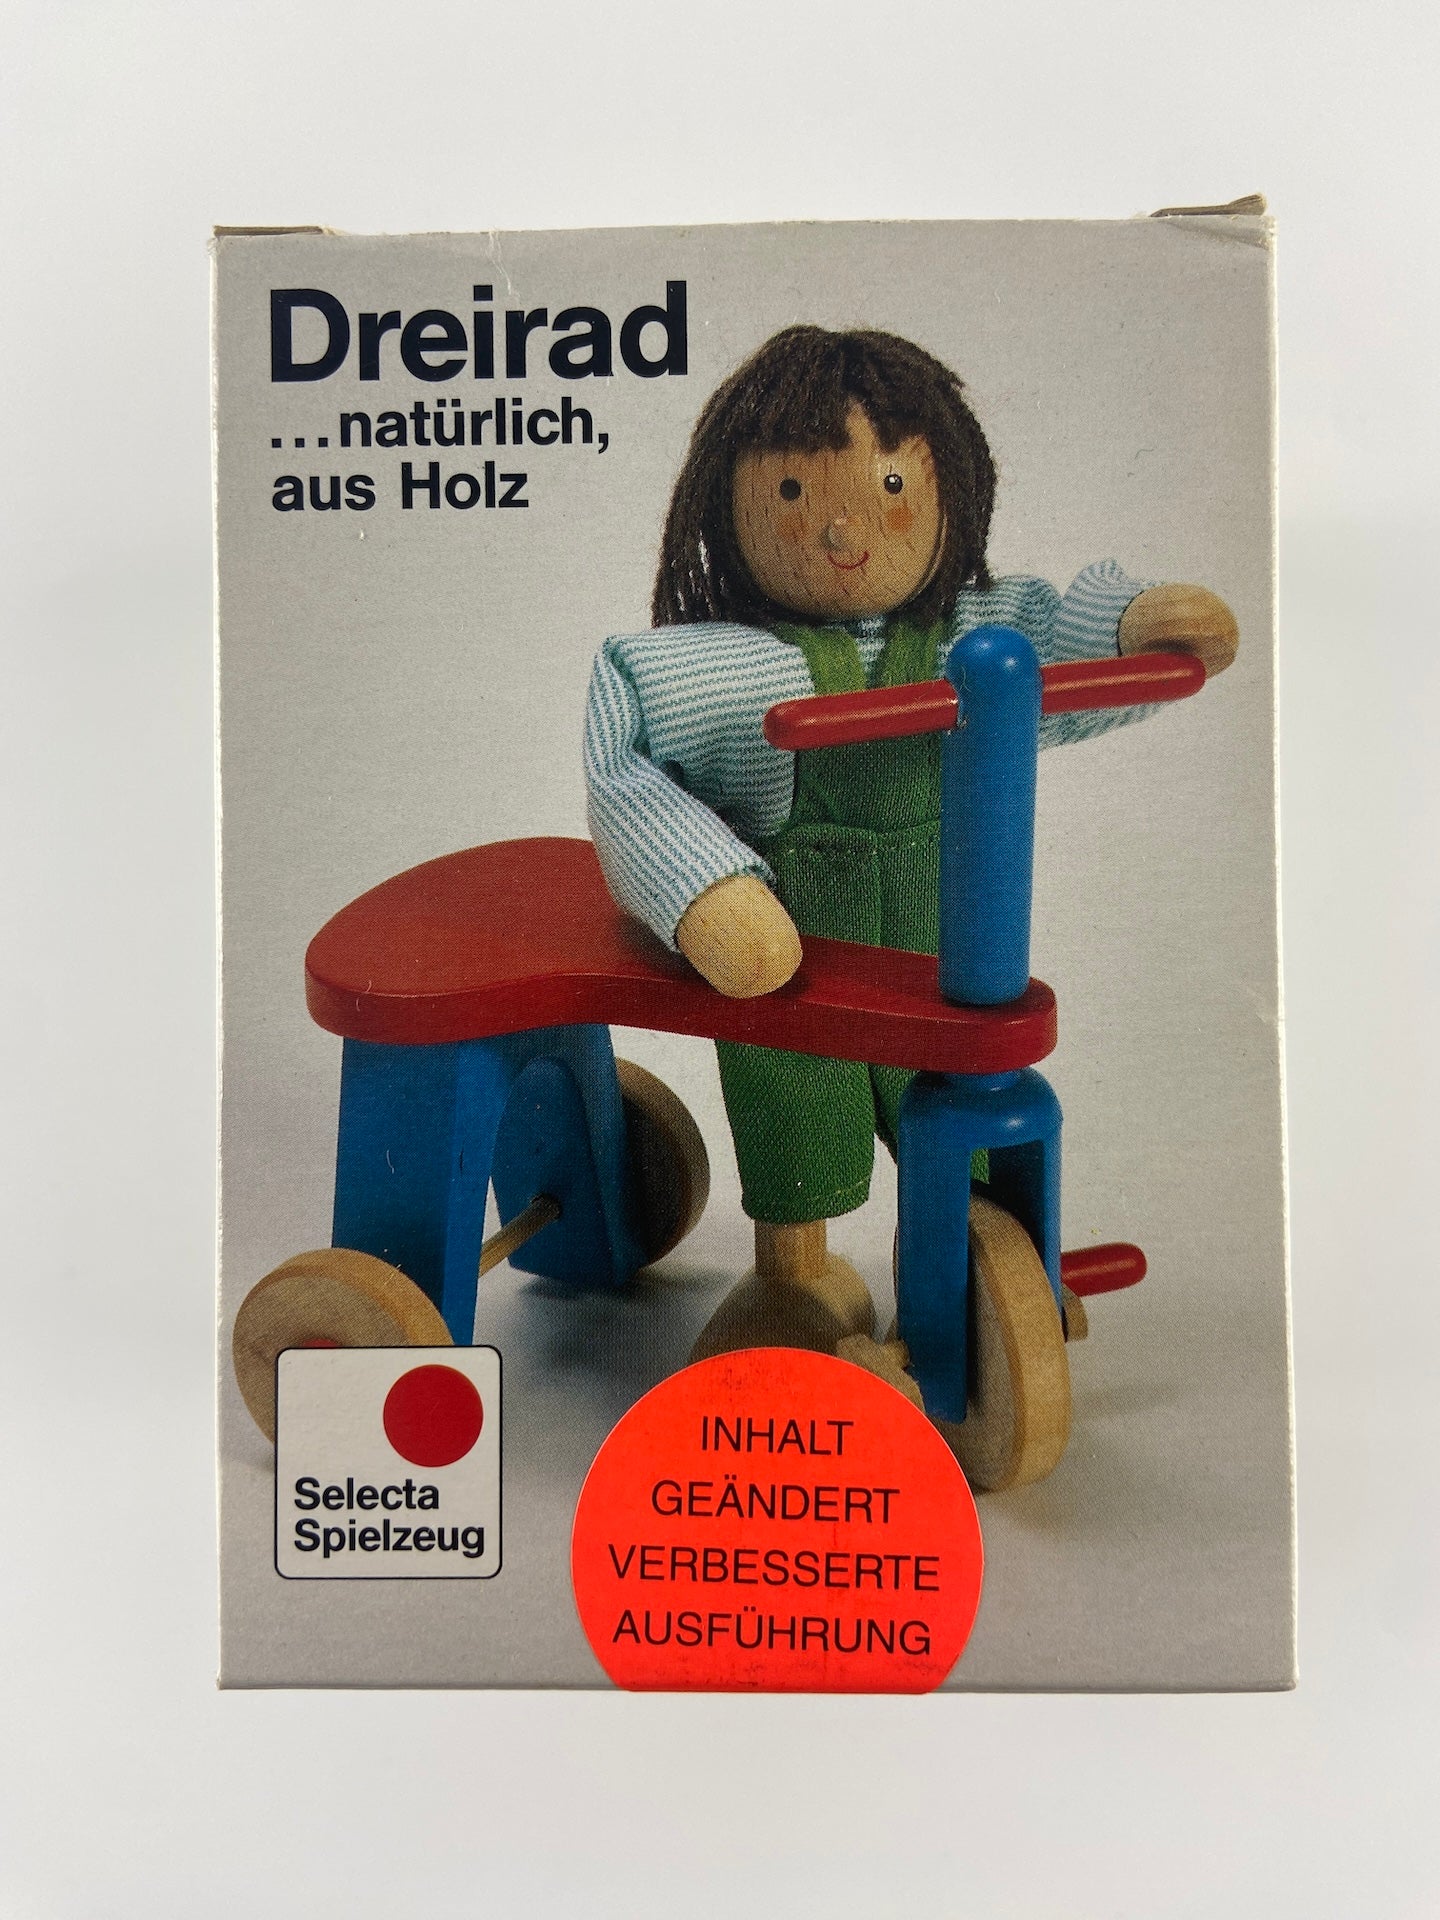 Dreirad
...natürlich,
aus Holz
Selecta
Spielzeug
INHALT
GEÄNDERT
VERBESSERTE
AUSFÜHRUNG